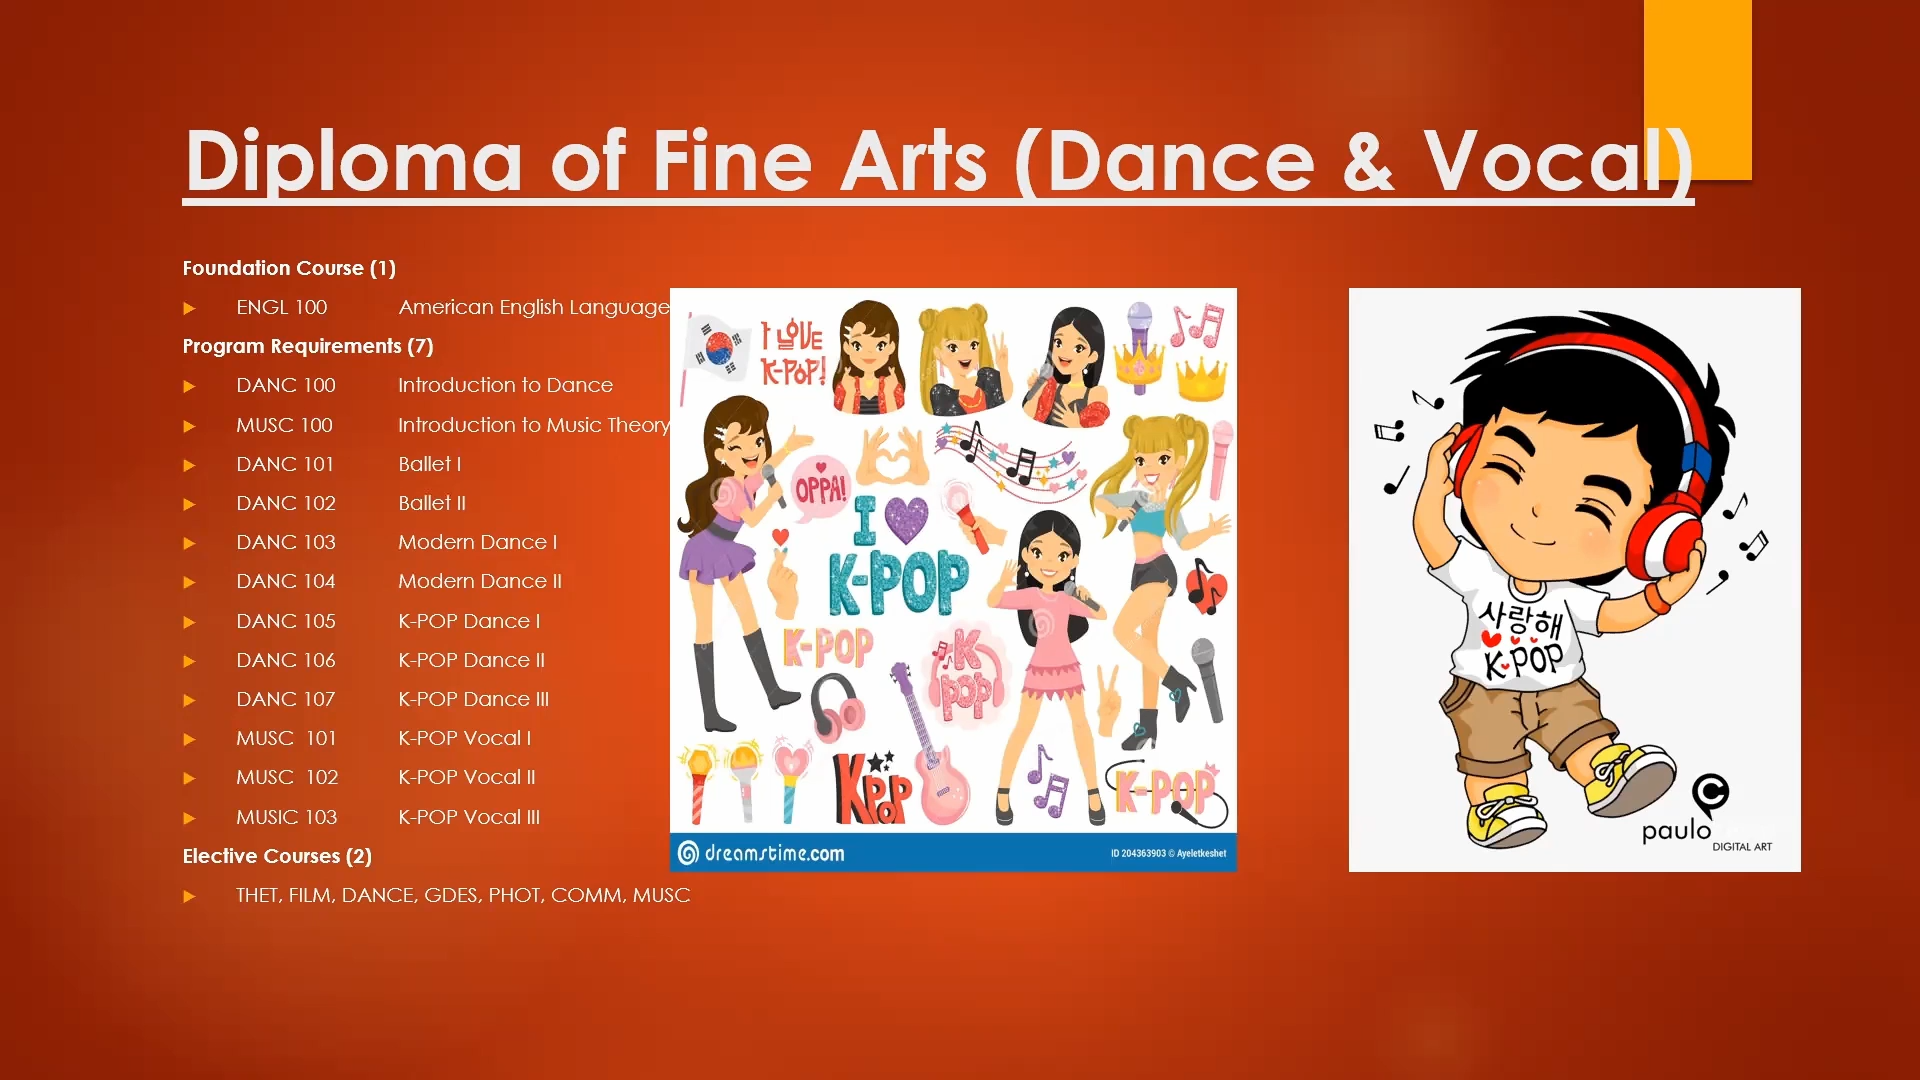 Diploma of Fine Arts (Dance & Vocal)
Foundation Course (1)
ENGL 100 American English Language
Program Requirements (7)
DANC 100 Introduction to Dance
MUSC 100 Introduction to Music Theory
DANC 101 Ballet I
DANC 102 Ballet II
DANC 103 Modern Dance I
DANC 104 Modern Dance II
DANC 105 K-POP Dance I
DANC 106 K-POP Dance II
DANC 107 K-POP Dance III
MUSC 101 K-POP Vocal I
MUSC 102 K-POP Vocal II
MUSIC 103 K-POP Vocal III
Elective Courses (2)
THET, FILM, DANCE, GDES, PHOT, COMM, MUSC
I LOVE
K-POP!
OPPA!
I
K-POP
K-POP
K
POP
KPOP
K-POP
dreamstime.com
ID 204363903 © Ayeletkeshet
사랑해
K-POP
paulo
DIGITAL ART